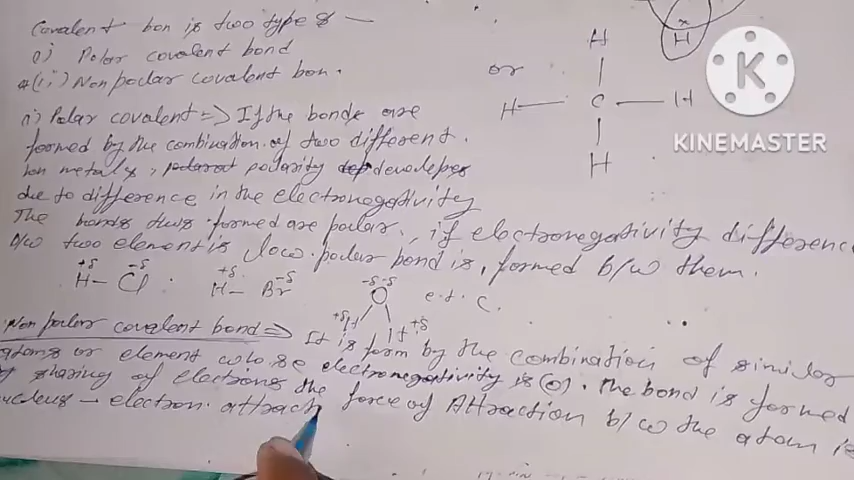 Covalent bon is two types —
(i) Polar covalent bond
(ii) Nonpoclar covalent bon.
i) Polar covalent => If the bonds are
formed by the combination of two different.
non metals, polarity developes
due to difference in the electronegativity
The bonds thus formed are polar., if electronegativity difference
b/w two element is low polar bond is, formed b/w them.
+δ -δ +δ -δ -δ-δ
H - Cl . H - Br O e.t.c.
+δ H H +δ
Non polar covalent bond => It is form by the combination of similar
atoms or element whose electronegativity is (0). The bond is formed
by sharing of electrons the force of Attraction b/w the atom is
nucleus - electron. attract
or
H
H C H
H
x
H
K
KINEMASTER